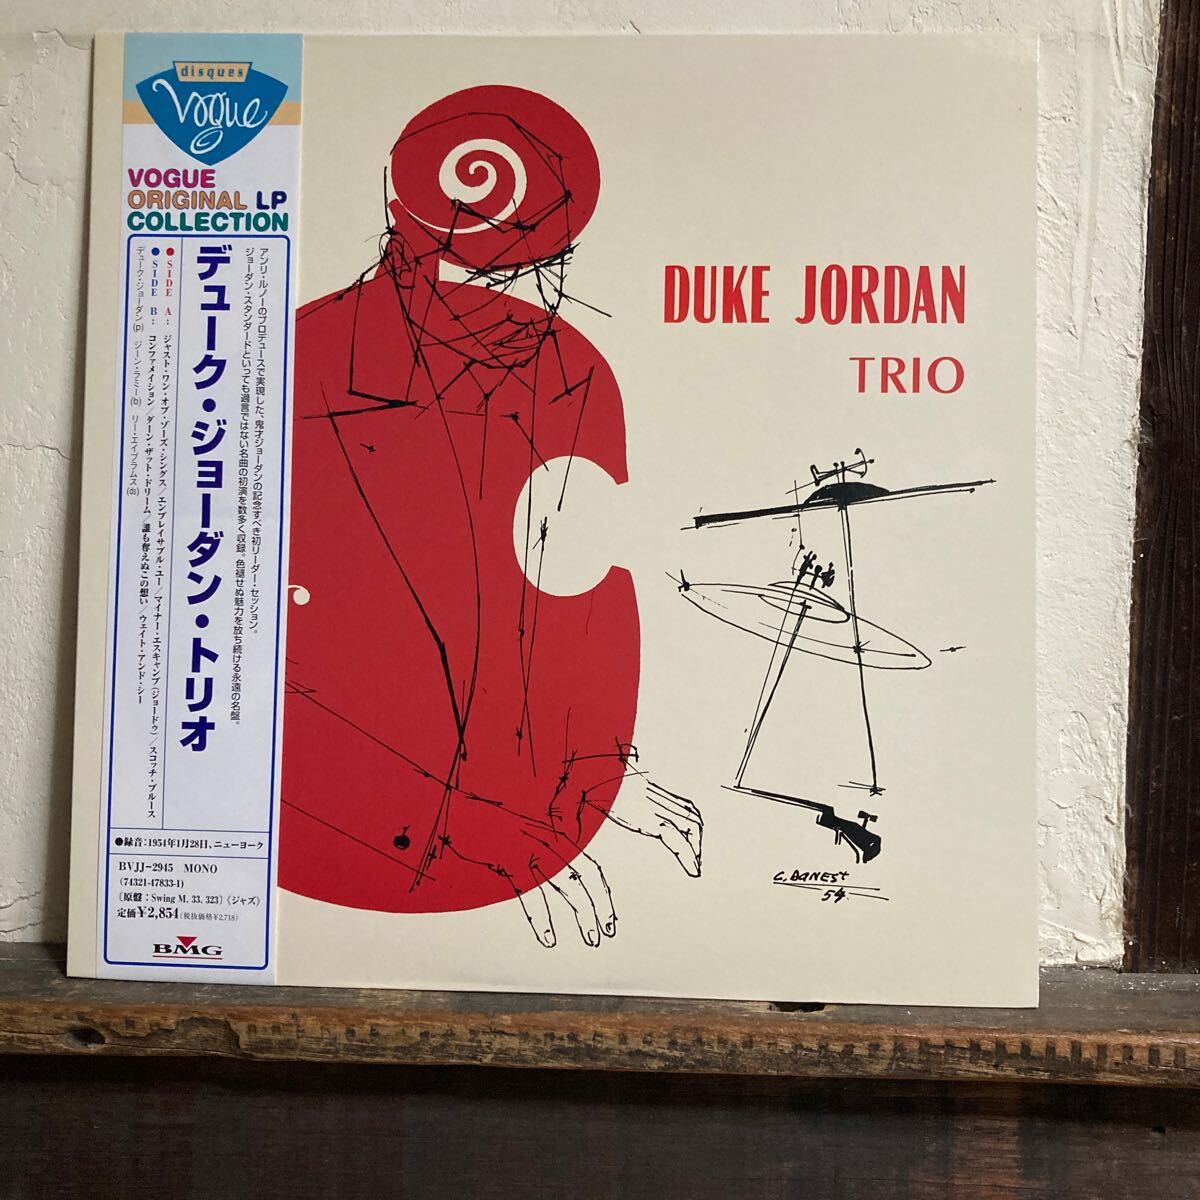 disques
Vogue
VOGUE
ORIGINAL LP
COLLECTION
アンリ・ルノーのプロデュースで実現した、鬼才ジョーダンの記念すべき初リーダー・セッション。
ジョーダン・スタンダードといっても過言ではない名曲の初演を数多く収録。色褪せぬ魅力を放ち続ける永遠の名盤。
デューク・ジョーダン・トリオ
●SIDE A: ジャスト・ワン・オブ・ゾーズ・シングス/エンブレイサブル・ユー/マイナー・エスキャンプ(ジョードゥ)/スコッチ・ブルース
●SIDE B: コンファメイション/ダーン・ザット・ドリーム/誰も奪えぬこの想い/ウェイト・アンド・シー
デューク・ジョーダン(p) ジーン・ラミー(b) リー・エイブラムス(ds)
●録音:1954年1月28日、ニューヨーク
BVJJ-2945 MONO
(74321-47833-1)
〔原盤:Swing M. 33. 323〕〈ジャズ〉
定価¥2,854(税抜価格¥2,718)
BMG
DUKE JORDAN
TRIO
54